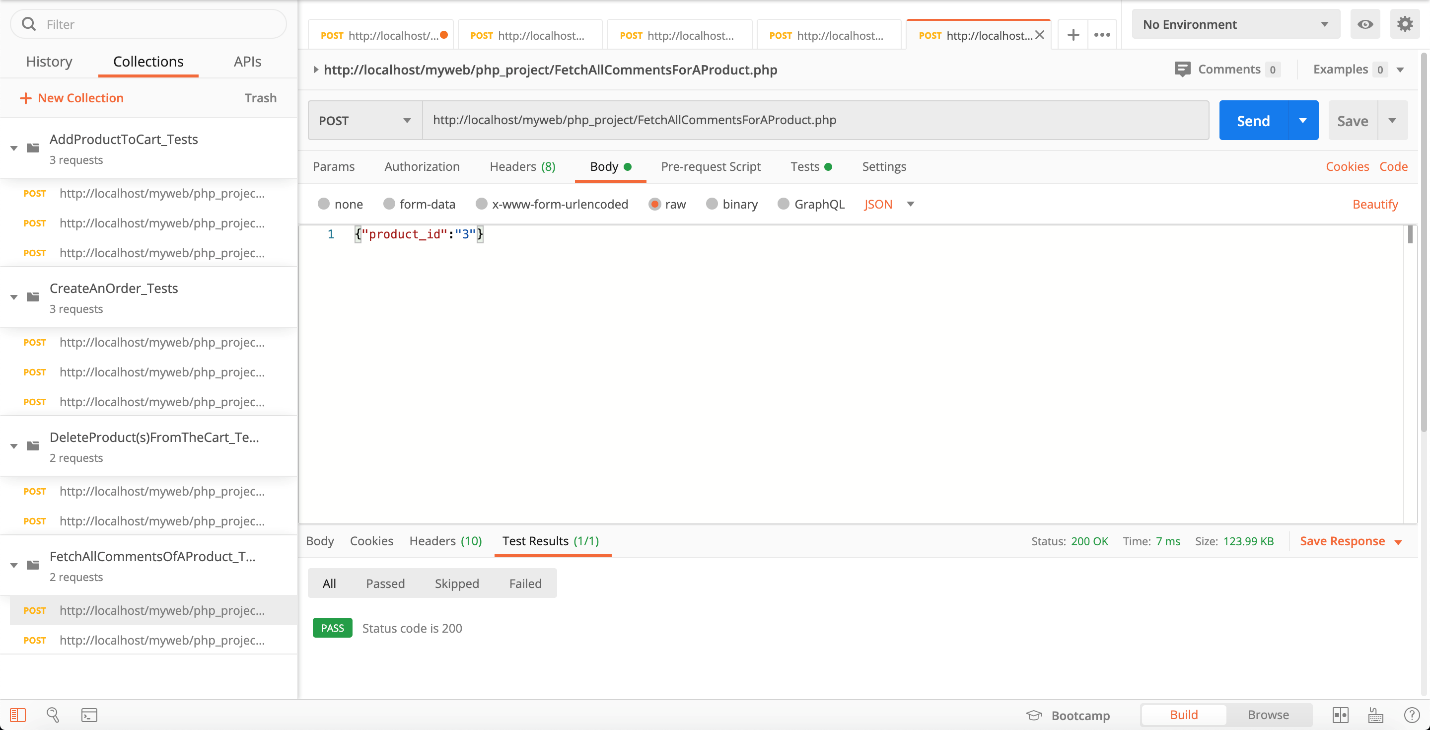 Filter
History Collections APIs
+ New Collection Trash
AddProductToCart_Tests
3 requests
POST http://localhost/myweb/php_projec...
POST http://localhost/myweb/php_projec...
POST http://localhost/myweb/php_projec...
CreateAnOrder_Tests
3 requests
POST http://localhost/myweb/php_projec...
POST http://localhost/myweb/php_projec...
POST http://localhost/myweb/php_projec...
DeleteProduct(s)FromTheCart_Te...
2 requests
POST http://localhost/myweb/php_projec...
POST http://localhost/myweb/php_projec...
FetchAllCommentsOfAProduct_T...
2 requests
POST http://localhost/myweb/php_projec...
POST http://localhost/myweb/php_projec...
POST http://localhost/... POST http://localhost... POST http://localhost... POST http://localhost... POST http://localhost... No Environment
http://localhost/myweb/php_project/FetchAllCommentsForAProduct.php Comments 0 Examples 0
POST http://localhost/myweb/php_project/FetchAllCommentsForAProduct.php Send Save
Params Authorization Headers (8) Body Pre-request Script Tests Settings Cookies Code
none form-data x-www-form-urlencoded raw binary GraphQL JSON Beautify
1 {"product_id":"3"}
Body Cookies Headers (10) Test Results (1/1) Status: 200 OK Time: 7 ms Size: 123.99 KB Save Response
All Passed Skipped Failed
PASS Status code is 200
Bootcamp Build Browse